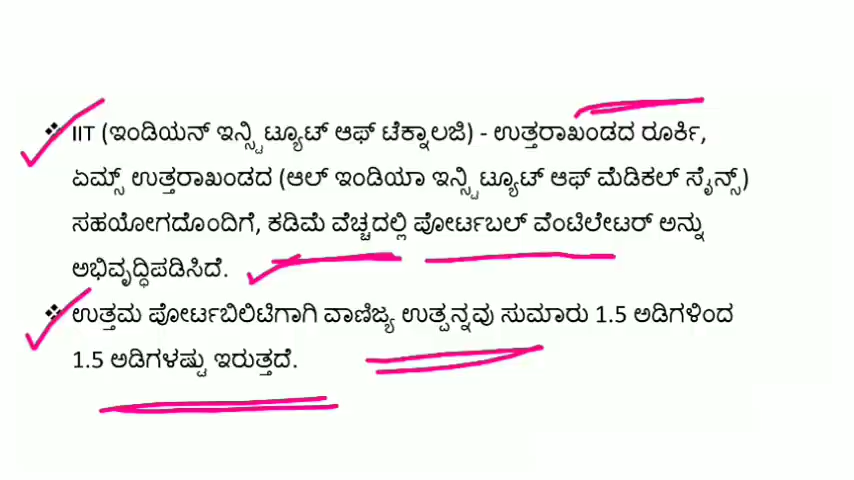 ❖ IIT (ಇಂಡಿಯನ್ ಇನ್ಸ್ಟಿಟ್ಯೂಟ್ ಆಫ್ ಟೆಕ್ನಾಲಜಿ) - ಉತ್ತರಾಖಂಡದ ರೂರ್ಕಿ,
ಏಮ್ಸ್ ಉತ್ತರಾಖಂಡದ (ಆಲ್ ಇಂಡಿಯಾ ಇನ್ಸ್ಟಿಟ್ಯೂಟ್ ಆಫ್ ಮೆಡಿಕಲ್ ಸೈನ್ಸ್)
ಸಹಯೋಗದೊಂದಿಗೆ, ಕಡಿಮೆ ವೆಚ್ಚದಲ್ಲಿ ಪೋರ್ಟಬಲ್ ವೆಂಟಿಲೇಟರ್ ಅನ್ನು
ಅಭಿವೃದ್ಧಿಪಡಿಸಿದೆ.
❖ ಉತ್ತಮ ಪೋರ್ಟಬಿಲಿಟಿಗಾಗಿ ವಾಣಿಜ್ಯ ಉತ್ಪನ್ನವು ಸುಮಾರು 1.5 ಅಡಿಗಳಿಂದ
1.5 ಅಡಿಗಳಷ್ಟು ಇರುತ್ತದೆ.